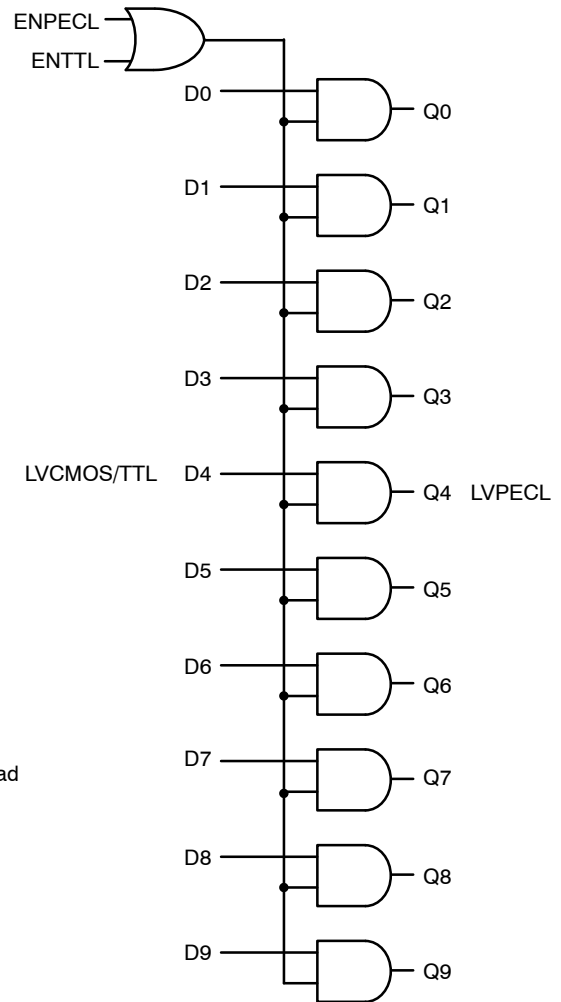 ENPECL
ENTTL
D0
Q0
D1
Q1
D2
Q2
D3
Q3
LVCMOS/TTL D4
Q4 LVPECL
D5
Q5
D6
Q6
D7
ad
Q7
D8
Q8
D9
Q9